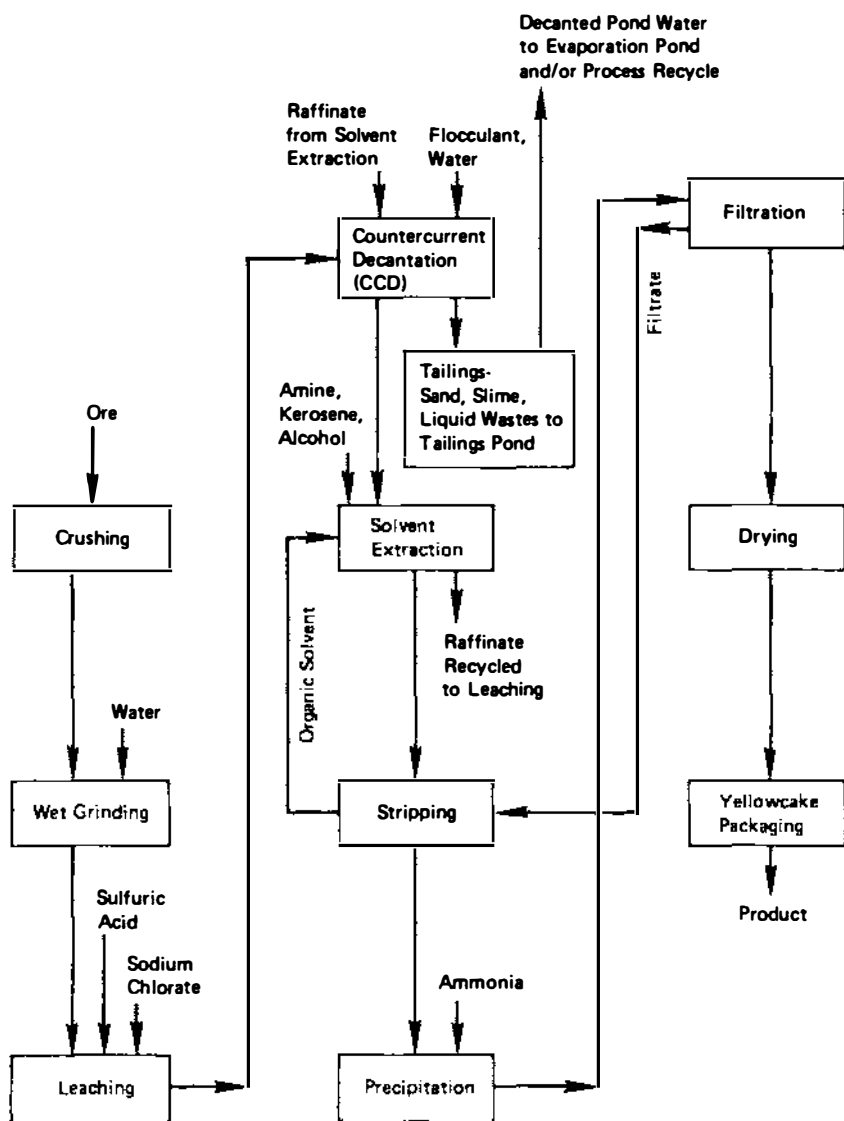 Decanted Pond Water
to Evaporation Pond
and/or Process Recycle
Raffinate
from Solvent
Extraction
Flocculant,
Water
Countercurrent
Decantation
(CCD)
Filtration
Filtrate
Tailings-
Sand, Slime,
Liquid Wastes to
Tailings Pond
Amine,
Kerosene,
Alcohol
Ore
Crushing
Solvent
Extraction
Drying
Organic Solvent
Raffinate
Recycled
to Leaching
Water
Wet Grinding
Stripping
Yellowcake
Packaging
Product
Sulfuric
Acid
Sodium
Chlorate
Ammonia
Leaching
Precipitation